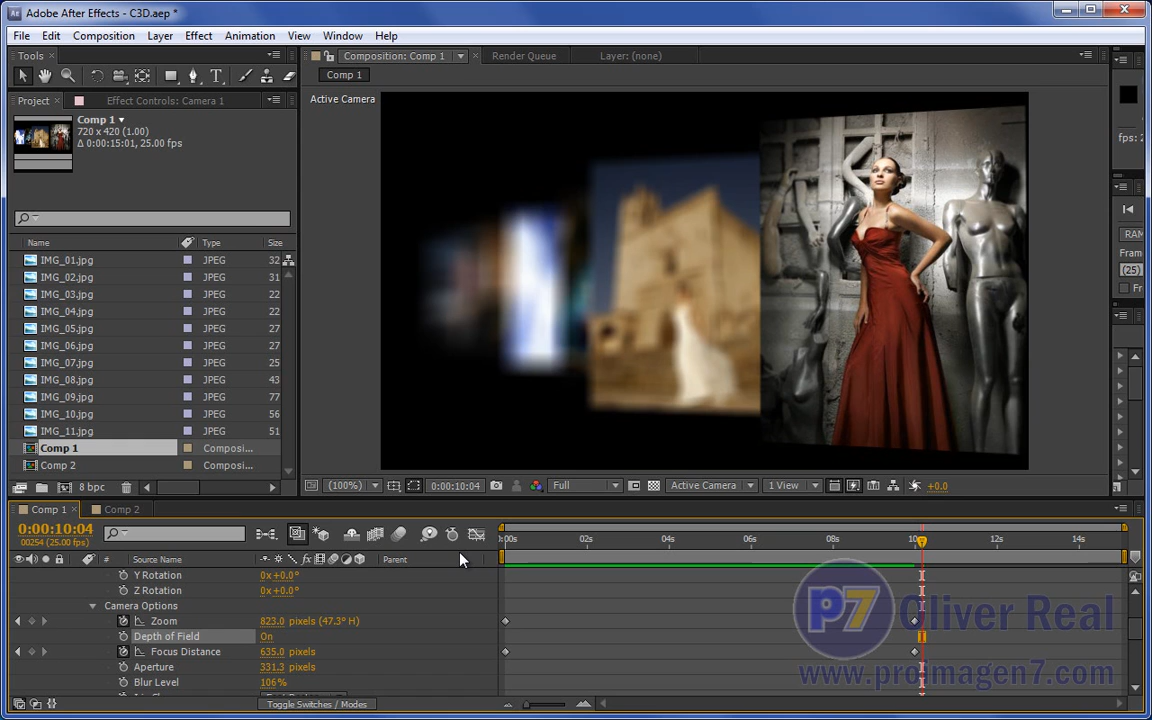 Adobe After Effects - C3D.aep *
File Edit Composition Layer Effect Animation View Window Help
Tools
Composition: Comp 1
Render Queue
Layer: (none)
Comp 1
Project
Effect Controls: Camera 1
Active Camera
Comp 1
720 x 420 (1.00)
Δ 0:00:15:01, 25.00 fps
fps: 2
Name Type Size
IMG_01.jpg JPEG 32
IMG_02.jpg JPEG 31
IMG_03.jpg JPEG 22
IMG_04.jpg JPEG 22
IMG_05.jpg JPEG 27
IMG_06.jpg JPEG 27
IMG_07.jpg JPEG 25
IMG_08.jpg JPEG 43
IMG_09.jpg JPEG 77
IMG_10.jpg JPEG 56
IMG_11.jpg JPEG 51
Comp 1 Composi...
Comp 2 Composi...
RAM
Fram
(25)
Fr
8 bpc
(100%) 0:00:10:04 Full Active Camera 1 View +0.0
Comp 1 Comp 2
0:00:10:04
00254 (25.00 fps)
:00s 02s 04s 06s 08s 10s 12s 14s
# Source Name Parent
Y Rotation 0x+0.0°
Z Rotation 0x+0.0°
Camera Options
Zoom 823.0 pixels (47.3° H)
Depth of Field On
Focus Distance 635.0 pixels
Aperture 331.3 pixels
Blur Level 106%
Toggle Switches / Modes
p7 Oliver Real
www.proimagen7.com